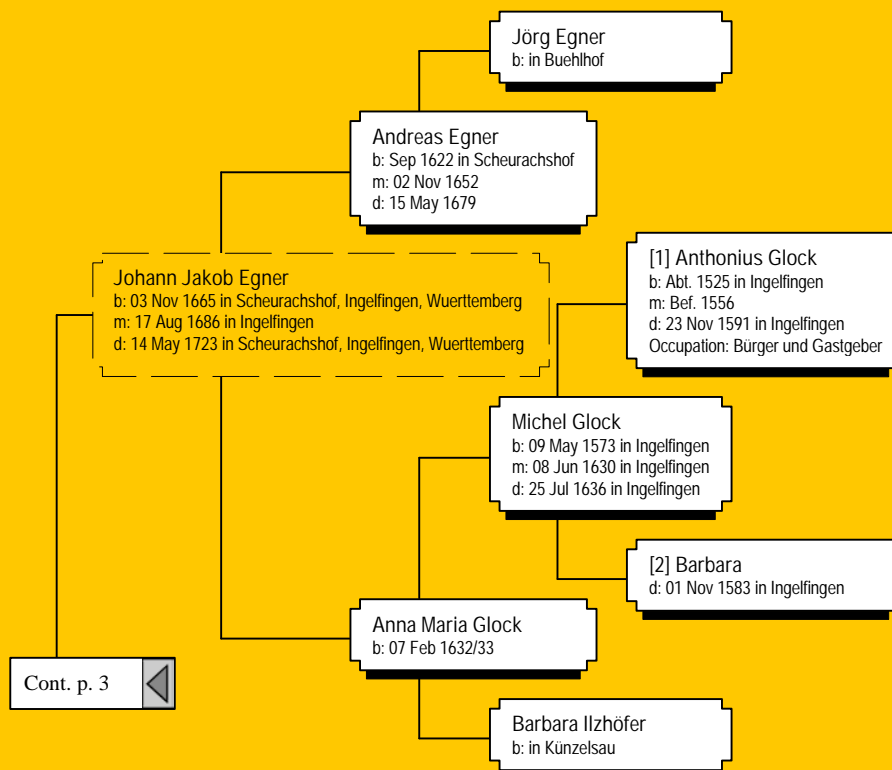 Jörg Egner
b: in Buehlhof
Andreas Egner
b: Sep 1622 in Scheurachshof
m: 02 Nov 1652
d: 15 May 1679
[1] Anthonius Glock
b: Abt. 1525 in Ingelfingen
m: Bef. 1556
d: 23 Nov 1591 in Ingelfingen
Occupation: Bürger und Gastgeber
Johann Jakob Egner
b: 03 Nov 1665 in Scheurachshof, Ingelfingen, Wuerttemberg
m: 17 Aug 1686 in Ingelfingen
d: 14 May 1723 in Scheurachshof, Ingelfingen, Wuerttemberg
Michel Glock
b: 09 May 1573 in Ingelfingen
m: 08 Jun 1630 in Ingelfingen
d: 25 Jul 1636 in Ingelfingen
[2] Barbara
d: 01 Nov 1583 in Ingelfingen
Anna Maria Glock
b: 07 Feb 1632/33
Cont. p. 3
Barbara Ilzhöfer
b: in Künzelsau